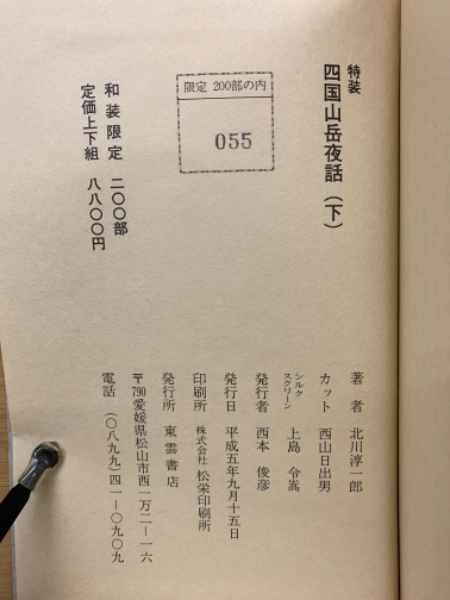 特装
四国山岳夜話（下）
限定 200部の内
055
和装限定 二〇〇部
定価上下組 八八〇〇円
著者 北川淳一郎
カット 西山日出男
シルクスクリーン 上島令嵩
発行者 西本俊彦
発行日 平成五年九月十五日
印刷所 株式会社 松栄印刷所
発行所 東雲書店
〒790愛媛県松山市西一万二―一六
電話（〇八九九）四一―〇九〇九